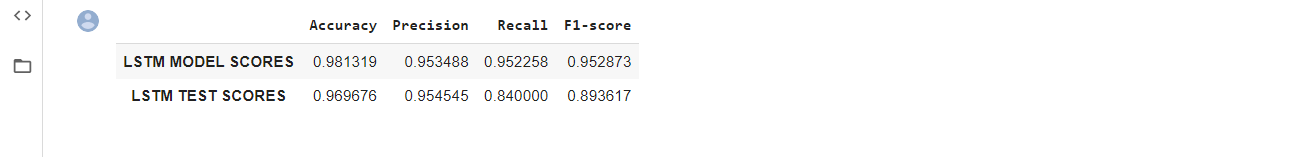 Accuracy Precision Recall F1-score
LSTM MODEL SCORES 0.981319 0.953488 0.952258 0.952873
LSTM TEST SCORES 0.969676 0.954545 0.840000 0.893617